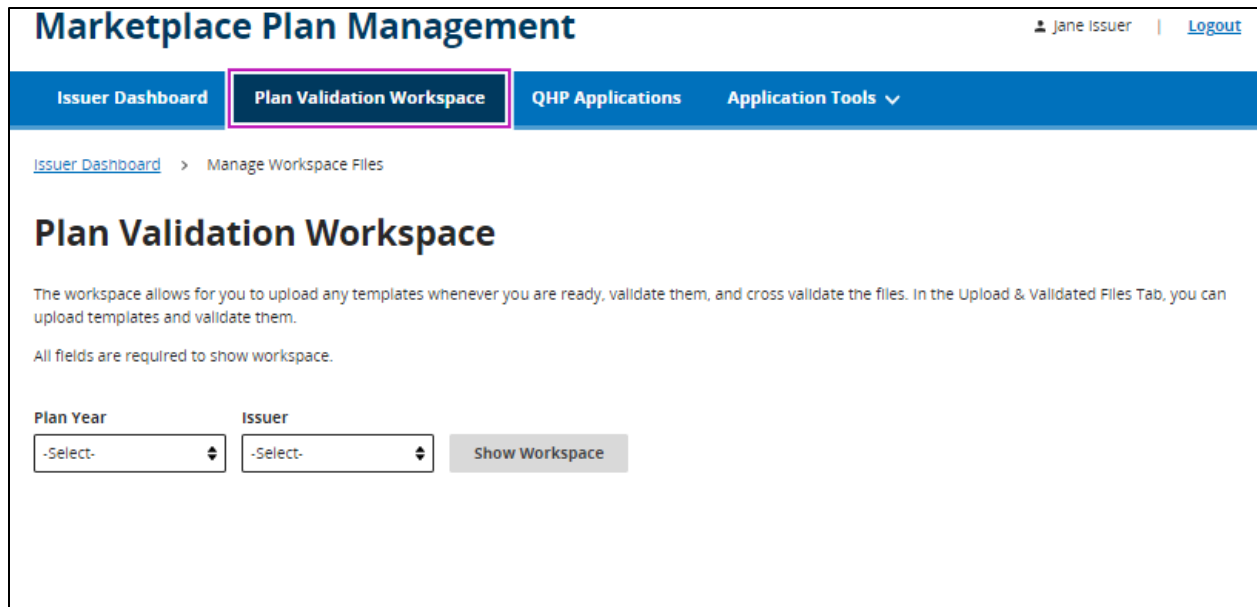 Marketplace Plan Management
Jane Issuer | Logout
Issuer Dashboard Plan Validation Workspace QHP Applications Application Tools
Issuer Dashboard > Manage Workspace Files
Plan Validation Workspace
The workspace allows for you to upload any templates whenever you are ready, validate them, and cross validate the files. In the Upload & Validated Files Tab, you can
upload templates and validate them.
All fields are required to show workspace.
Plan Year Issuer
-Select- -Select- Show Workspace